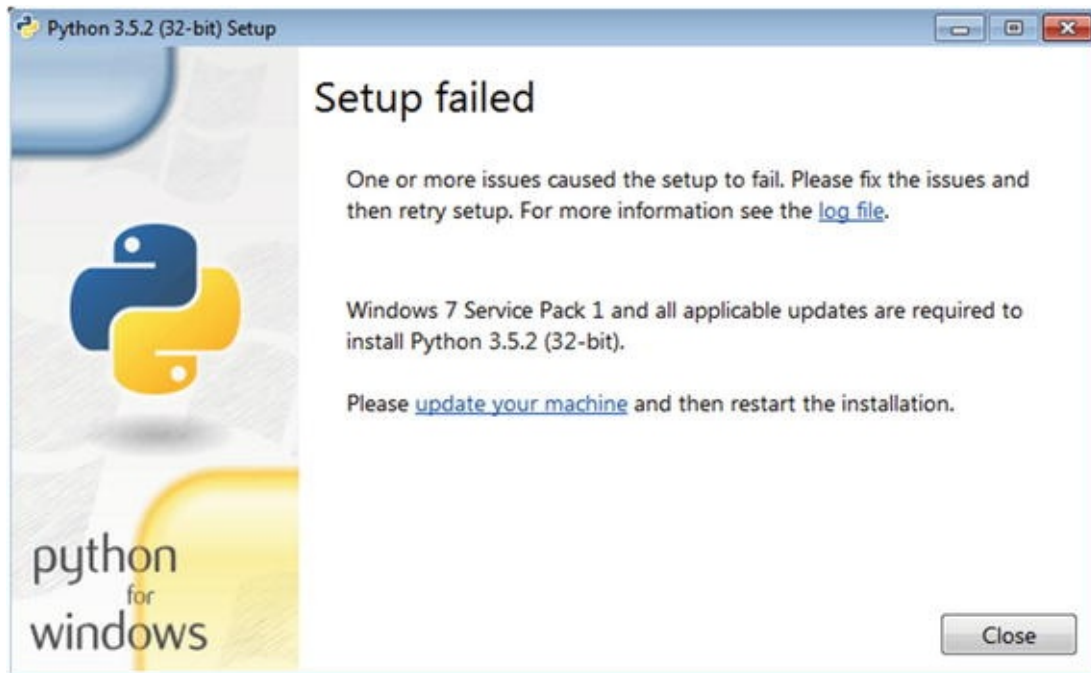 Python 3.5.2 (32-bit) Setup
Setup failed
One or more issues caused the setup to fail. Please fix the issues and
then retry setup. For more information see the log file.
Windows 7 Service Pack 1 and all applicable updates are required to
install Python 3.5.2 (32-bit).
Please update your machine and then restart the installation.
python
for
windows
Close